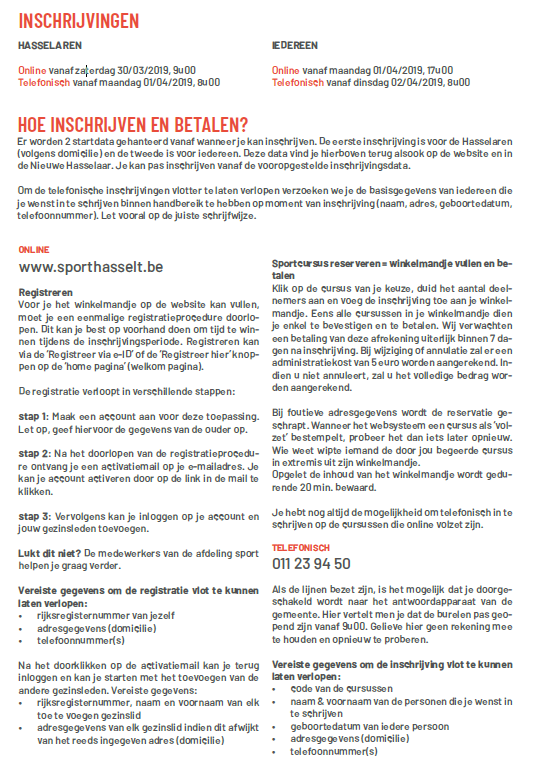 INSCHRIJVINGEN
HASSELAREN
Online vanaf zaterdag 30/03/2019, 9u00
Telefonisch vanaf maandag 01/04/2019, 8u00
IEDEREEN
Online vanaf maandag 01/04/2019, 17u00
Telefonisch vanaf dinsdag 02/04/2019, 8u00
HOE INSCHRIJVEN EN BETALEN?
Er worden 2 startdata gehanteerd vanaf wanneer je kan inschrijven. De eerste inschrijving is voor de Hasselaren
(volgens domicilie) en de tweede is voor iedereen. Deze data vind je hierboven terug alsook op de website en in
de Nieuwe Hasselaar. Je kan pas inschrijven vanaf de vooropgestelde inschrijvingsdata.
Om de telefonische inschrijvingen vlotter te laten verlopen verzoeken we je de basisgegevens van iedereen die
je wenst in te schrijven binnen handbereik te hebben op moment van inschrijving (naam, adres, geboortedatum,
telefoonnummer). Let vooral op de juiste schrijfwijze.
ONLINE
www.sporthasselt.be
Registreren
Voor je het winkelmandje op de website kan vullen,
moet je een eenmalige registratieprocedure doorlo-
pen. Dit kan je best op voorhand doen om tijd te win-
nen tijdens de inschrijvingsperiode. Registreren kan
via de 'Registreer via e-ID' of de 'Registreer hier' knop-
pen op de 'home pagina' (welkom pagina).
De registratie verloopt in verschillende stappen:
stap 1: Maak een account aan voor deze toepassing.
Let op, geef hiervoor de gegevens van de ouder op.
stap 2: Na het doorlopen van de registratieprocedu-
re ontvang je een activatiemail op je e-mailadres. Je
kan je account activeren door op de link in de mail te
klikken.
stap 3: Vervolgens kan je inloggen op je account en
jouw gezinsleden toevoegen.
Lukt dit niet? De medewerkers van de afdeling sport
helpen je graag verder.
Vereiste gegevens om de registratie vlot te kunnen
laten verlopen:
• rijksregisternummer van jezelf
• adresgegevens (domicilie)
• telefoonnummer(s)
Na het doorklikken op de activatiemail kan je terug
inloggen en kan je starten met het toevoegen van de
andere gezinsleden. Vereiste gegevens:
• rijksregisternummer, naam en voornaam van elk
toe te voegen gezinslid
• adresgegevens van elk gezinslid indien dit afwijkt
van het reeds ingegeven adres (domicilie)
Sportcursus reserveren = winkelmandje vullen en be-
talen
Klik op de cursus van je keuze, duid het aantal deel-
nemers aan en voeg de inschrijving toe aan je winkel-
mandje. Eens alle cursussen in je winkelmandje dien
je enkel te bevestigen en te betalen. Wij verwachten
een betaling van deze afrekening uiterlijk binnen 7 da-
gen na inschrijving. Bij wijziging of annulatie zal er een
administratiekost van 5 euro worden aangerekend. In-
dien u niet annuleert, zal u het volledige bedrag wor-
den aangerekend.
Bij foutieve adresgegevens wordt de reservatie ge-
schrapt. Wanneer het websysteem een cursus als 'vol-
zet' bestempelt, probeer het dan iets later opnieuw.
Wie weet wipte iemand de door jou begeerde cursus
in extremis uit zijn winkelmandje.
Opgelet de inhoud van het winkelmandje wordt gedu-
rende 20 min. bewaard.
Je hebt nog altijd de mogelijkheid om telefonisch in te
schrijven op de cursussen die online volzet zijn.
TELEFONISCH
011 23 94 50
Als de lijnen bezet zijn, is het mogelijk dat je doorge-
schakeld wordt naar het antwoordapparaat van de
gemeente. Hier vertelt men je dat de burelen pas geo-
pend zijn vanaf 9u00. Gelieve hier geen rekening mee
te houden en opnieuw te proberen.
Vereiste gegevens om de inschrijving vlot te kunnen
laten verlopen:
• code van de cursussen
• naam & voornaam van de personen die je wenst in
te schrijven
• geboortedatum van iedere persoon
• adresgegevens (domicilie)
• telefoonnummer(s)